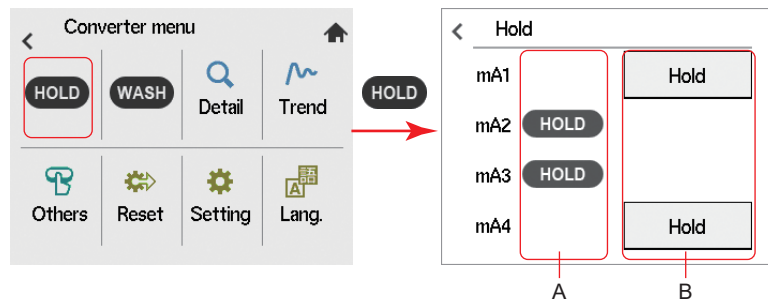 Converter menu
HOLD
WASH
Detail
Trend
Others
Reset
Setting
A 語
Lang.
HOLD
Hold
mA1
Hold
mA2
HOLD
mA3
HOLD
mA4
Hold
A
B